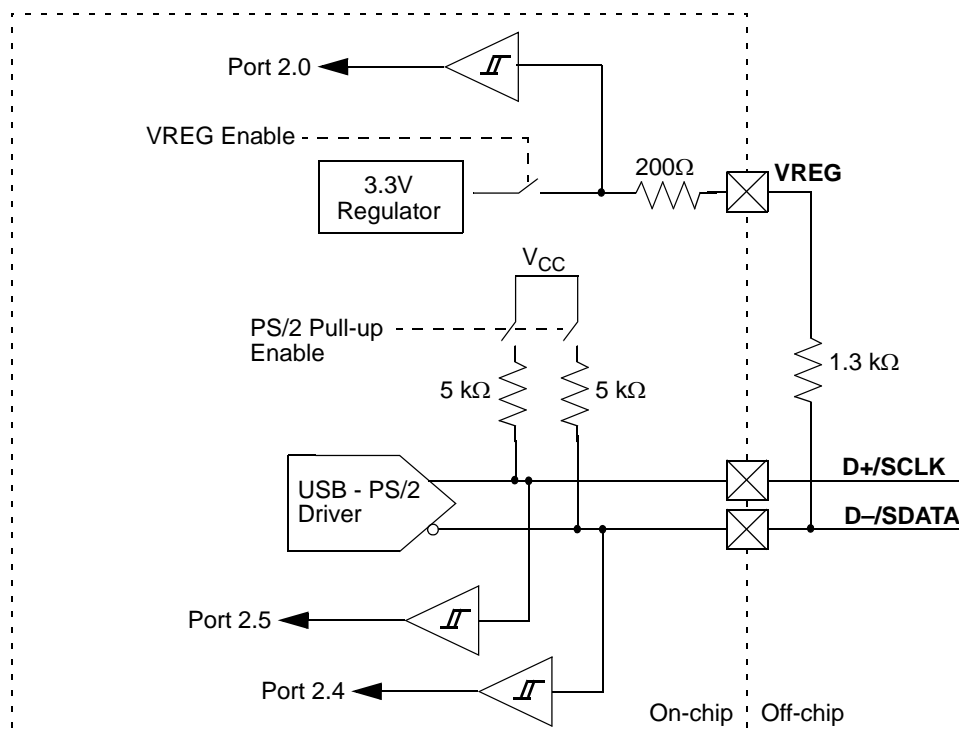 Port 2.0
VREG Enable
200Ω
VREG
3.3V
Regulator
VCC
PS/2 Pull-up
Enable
5 kΩ
5 kΩ
1.3 kΩ
D+/SCLK
USB - PS/2
Driver
D–/SDATA
Port 2.5
Port 2.4
On-chip
Off-chip